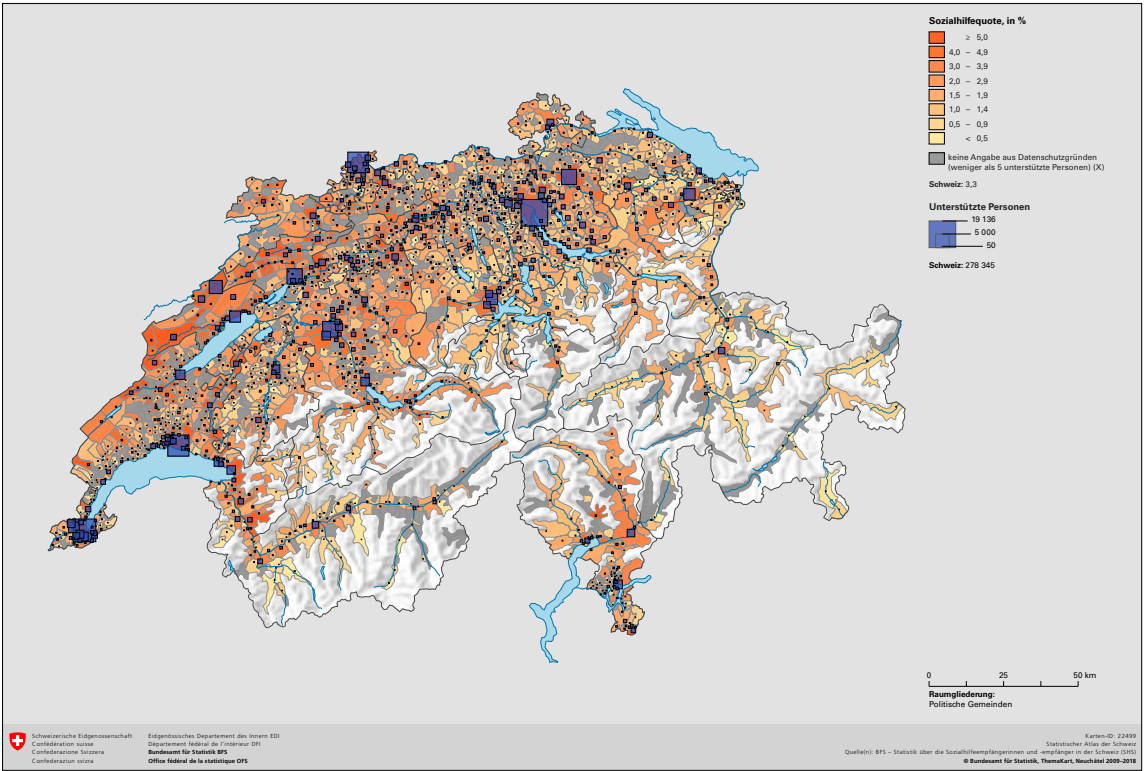 Sozialhilfequote, in %
≥ 5,0
4,0 – 4,9
3,0 – 3,9
2,0 – 2,9
1,5 – 1,9
1,0 – 1,4
0,5 – 0,9
< 0,5
keine Angabe aus Datenschutzgründen
(weniger als 5 unterstützte Personen) (X)
Schweiz: 3,3
Unterstützte Personen
19 136
5 000
50
Schweiz: 278 345
0 25 50 km
Raumgliederung:
Politische Gemeinden
Schweizerische Eidgenossenschaft
Confédération suisse
Confederazione Svizzera
Confederaziun svizra
Eidgenössisches Departement des Innern EDI
Département fédéral de l'intérieur DFI
Bundesamt für Statistik BFS
Office fédéral de la statistique OFS
Karten-ID: 22499
Statistischer Atlas der Schweiz
Quelle(n): BFS – Statistik über die Sozialhilfeempfängerinnen und -empfänger in der Schweiz (SHS)
© Bundesamt für Statistik, ThemaKart, Neuchâtel 2009–2018